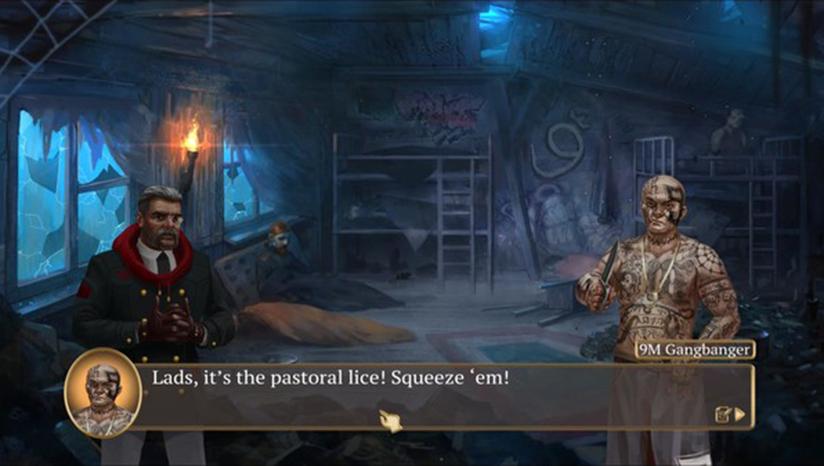 9M Gangbanger
Lads, it's the pastoral lice! Squeeze ‘em!